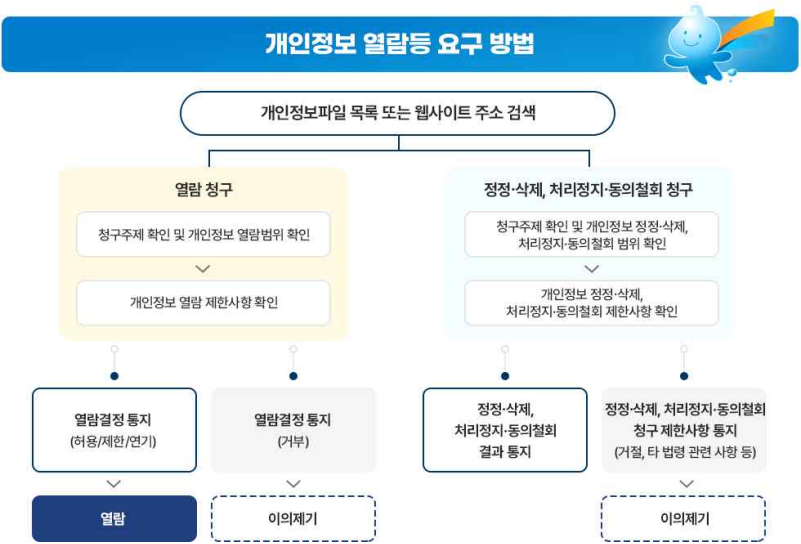 개인정보 열람등 요구 방법
개인정보파일 목록 또는 웹사이트 주소 검색
열람 청구
청구주제 확인 및 개인정보 열람범위 확인
개인정보 열람 제한사항 확인
정정·삭제, 처리정지·동의철회 청구
청구주제 확인 및 개인정보 정정·삭제,
처리정지·동의철회 범위 확인
개인정보 정정·삭제,
처리정지·동의철회 제한사항 확인
열람결정 통지
(허용/제한/연기)
열람
열람결정 통지
(거부)
이의제기
정정·삭제,
처리정지·동의철회
결과 통지
정정·삭제, 처리정지·동의철회
청구 제한사항 통지
(거절, 타 법령 관련 사항 등)
이의제기